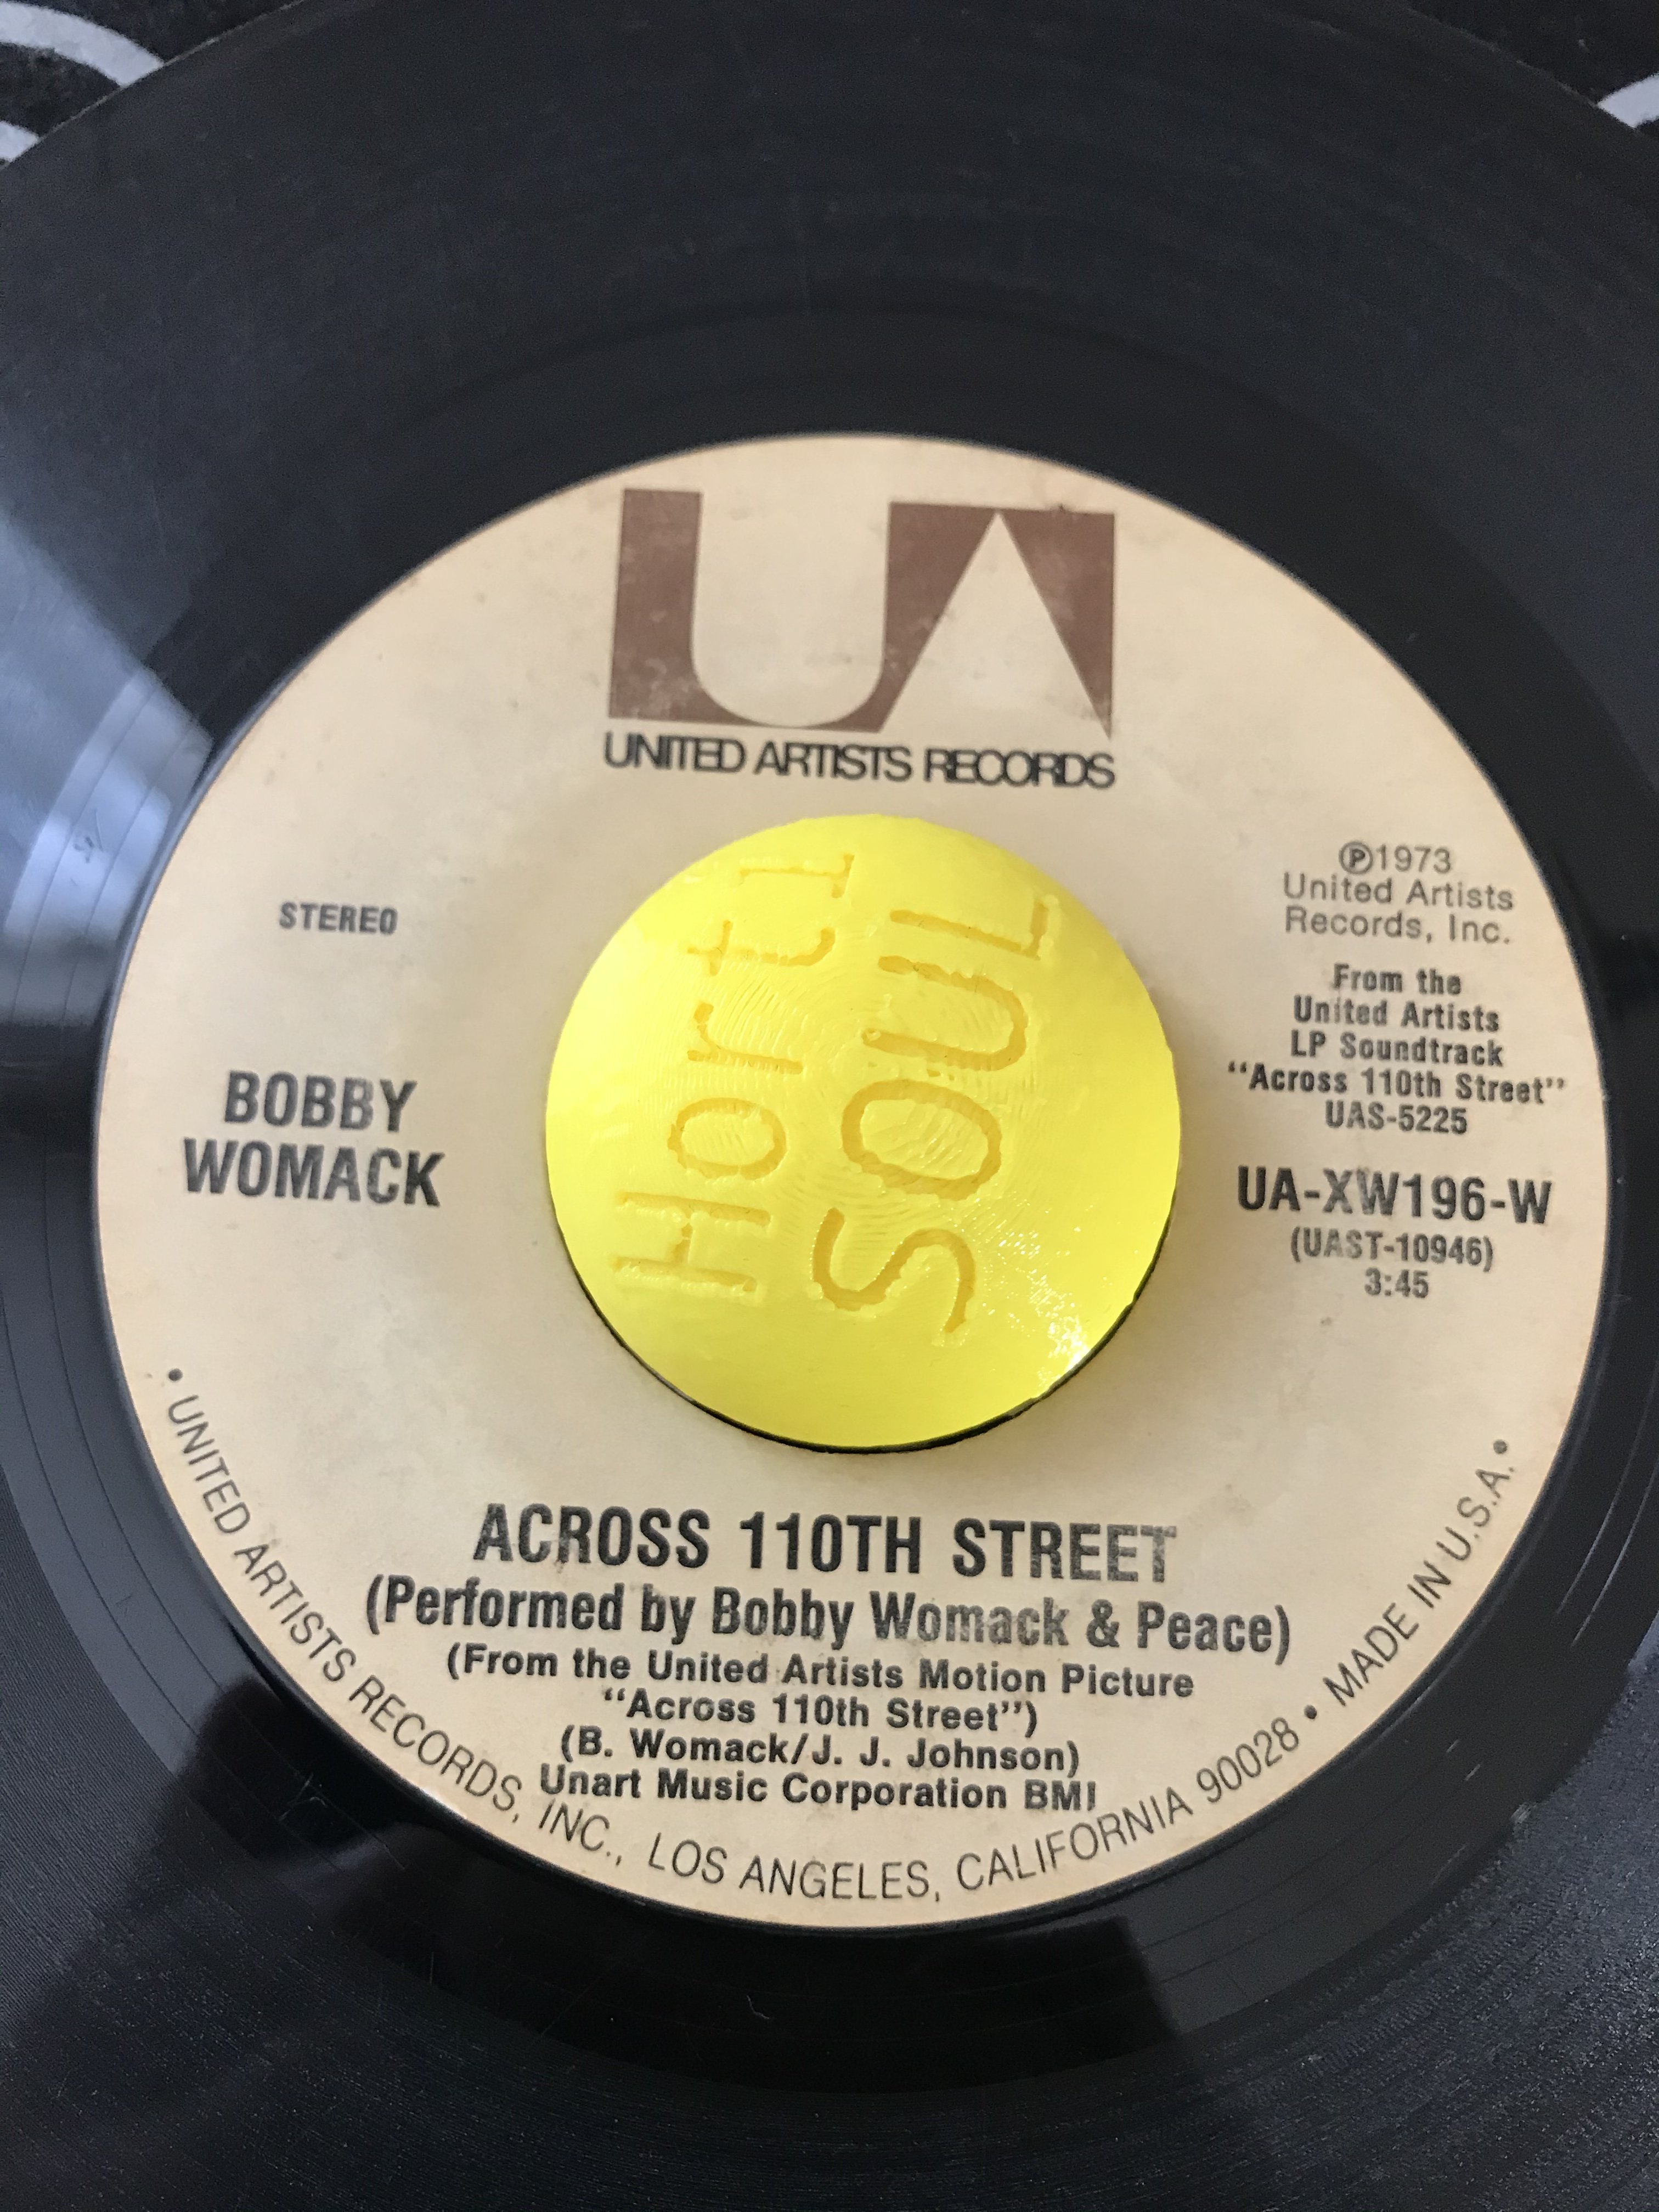 UA
UNITED ARTISTS RECORDS
STEREO
BOBBY
WOMACK
Horti
SOUL
Ⓟ1973
United Artists
Records, Inc.
From the
United Artists
LP Soundtrack
“Across 110th Street”
UAS-5225
UA-XW196-W
(UAST-10946)
3:45
ACROSS 110TH STREET
(Performed by Bobby Womack & Peace)
(From the United Artists Motion Picture
“Across 110th Street”)
(B. Womack/J. J. Johnson)
Unart Music Corporation BMI
• UNITED ARTISTS RECORDS, INC., LOS ANGELES, CALIFORNIA 90028 • MADE IN U.S.A. •